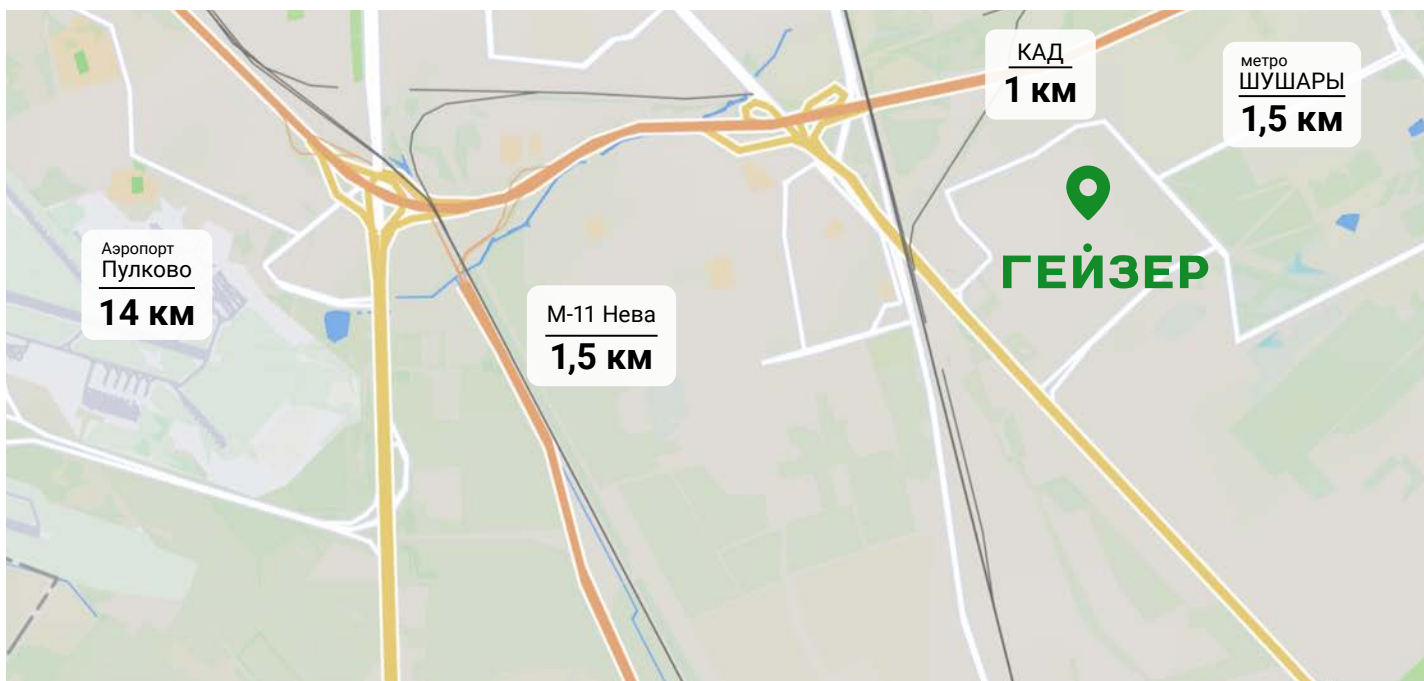 КАД
1 км
метро
ШУШАРЫ
1,5 км
Аэропорт
Пулково
14 км
ГЕЙЗЕР
М-11 Нева
1,5 км